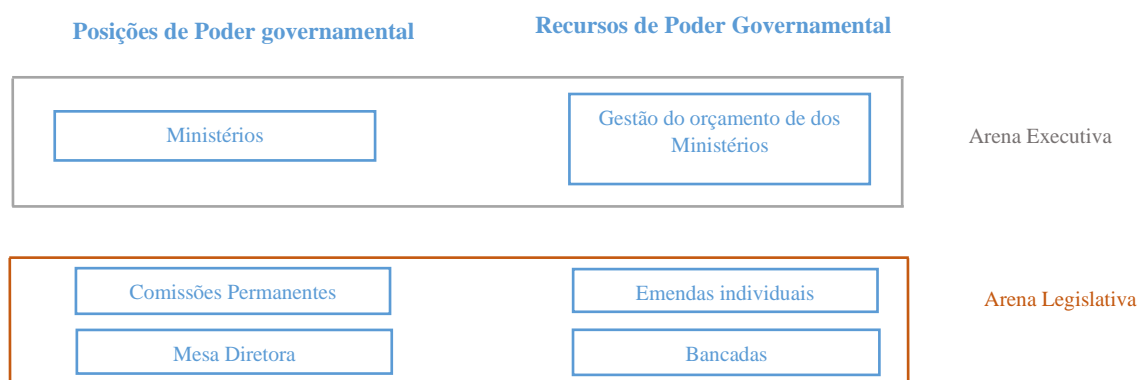 Posições de Poder governamental
Recursos de Poder Governamental
Ministérios
Gestão do orçamento de dos
Ministérios
Arena Executiva
Comissões Permanentes
Emendas individuais
Arena Legislativa
Mesa Diretora
Bancadas